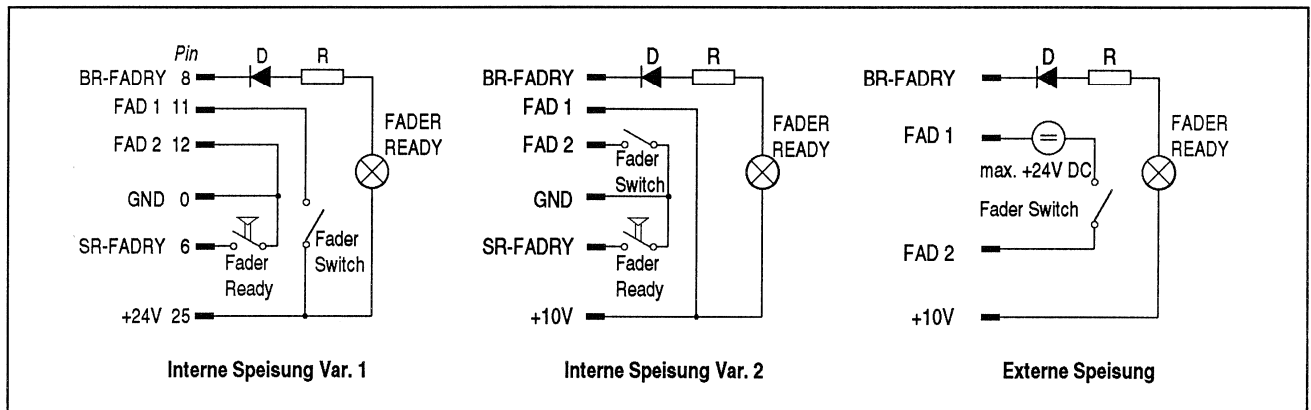 Pin D R
BR-FADRY 8
FAD 1 11
FAD 2 12
GND 0
SR-FADRY 6
+24V 25
Fader
Ready
Fader
Switch
FADER
READY
Interne Speisung Var. 1
D R
BR-FADRY
FAD 1
FAD 2
Fader
Switch
GND
SR-FADRY
Fader
Ready
+10V
FADER
READY
Interne Speisung Var. 2
D R
BR-FADRY
FAD 1
=
max. +24V DC
Fader Switch
FAD 2
+10V
FADER
READY
Externe Speisung